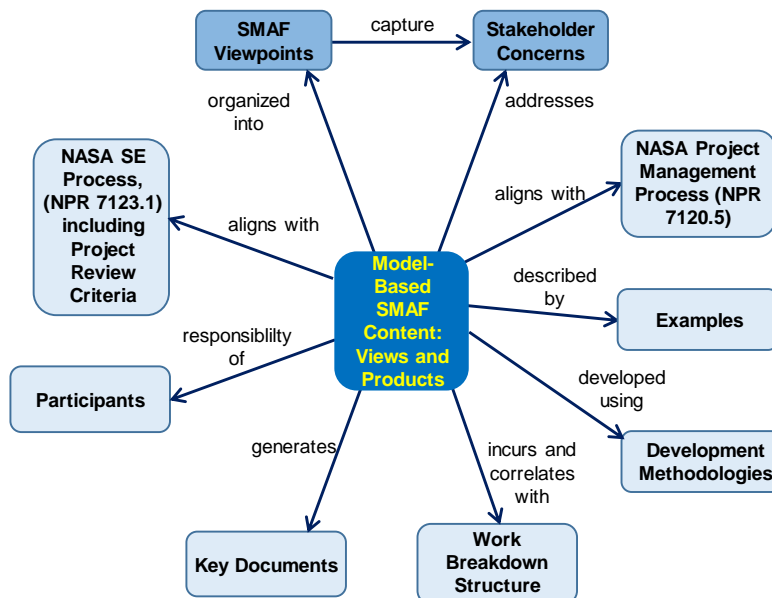 SMAF
Viewpoints
capture
Stakeholder
Concerns
organized
into
addresses
NASA SE
Process,
(NPR 7123.1)
including
Project
Review
Criteria
aligns with
aligns with
NASA Project
Management
Process (NPR
7120.5)
Model-
Based
SMAF
Content:
Views and
Products
described
by
Examples
responsiblilty
of
Participants
developed
using
Development
Methodologies
generates
incurs and
correlates
with
Key Documents
Work
Breakdown
Structure